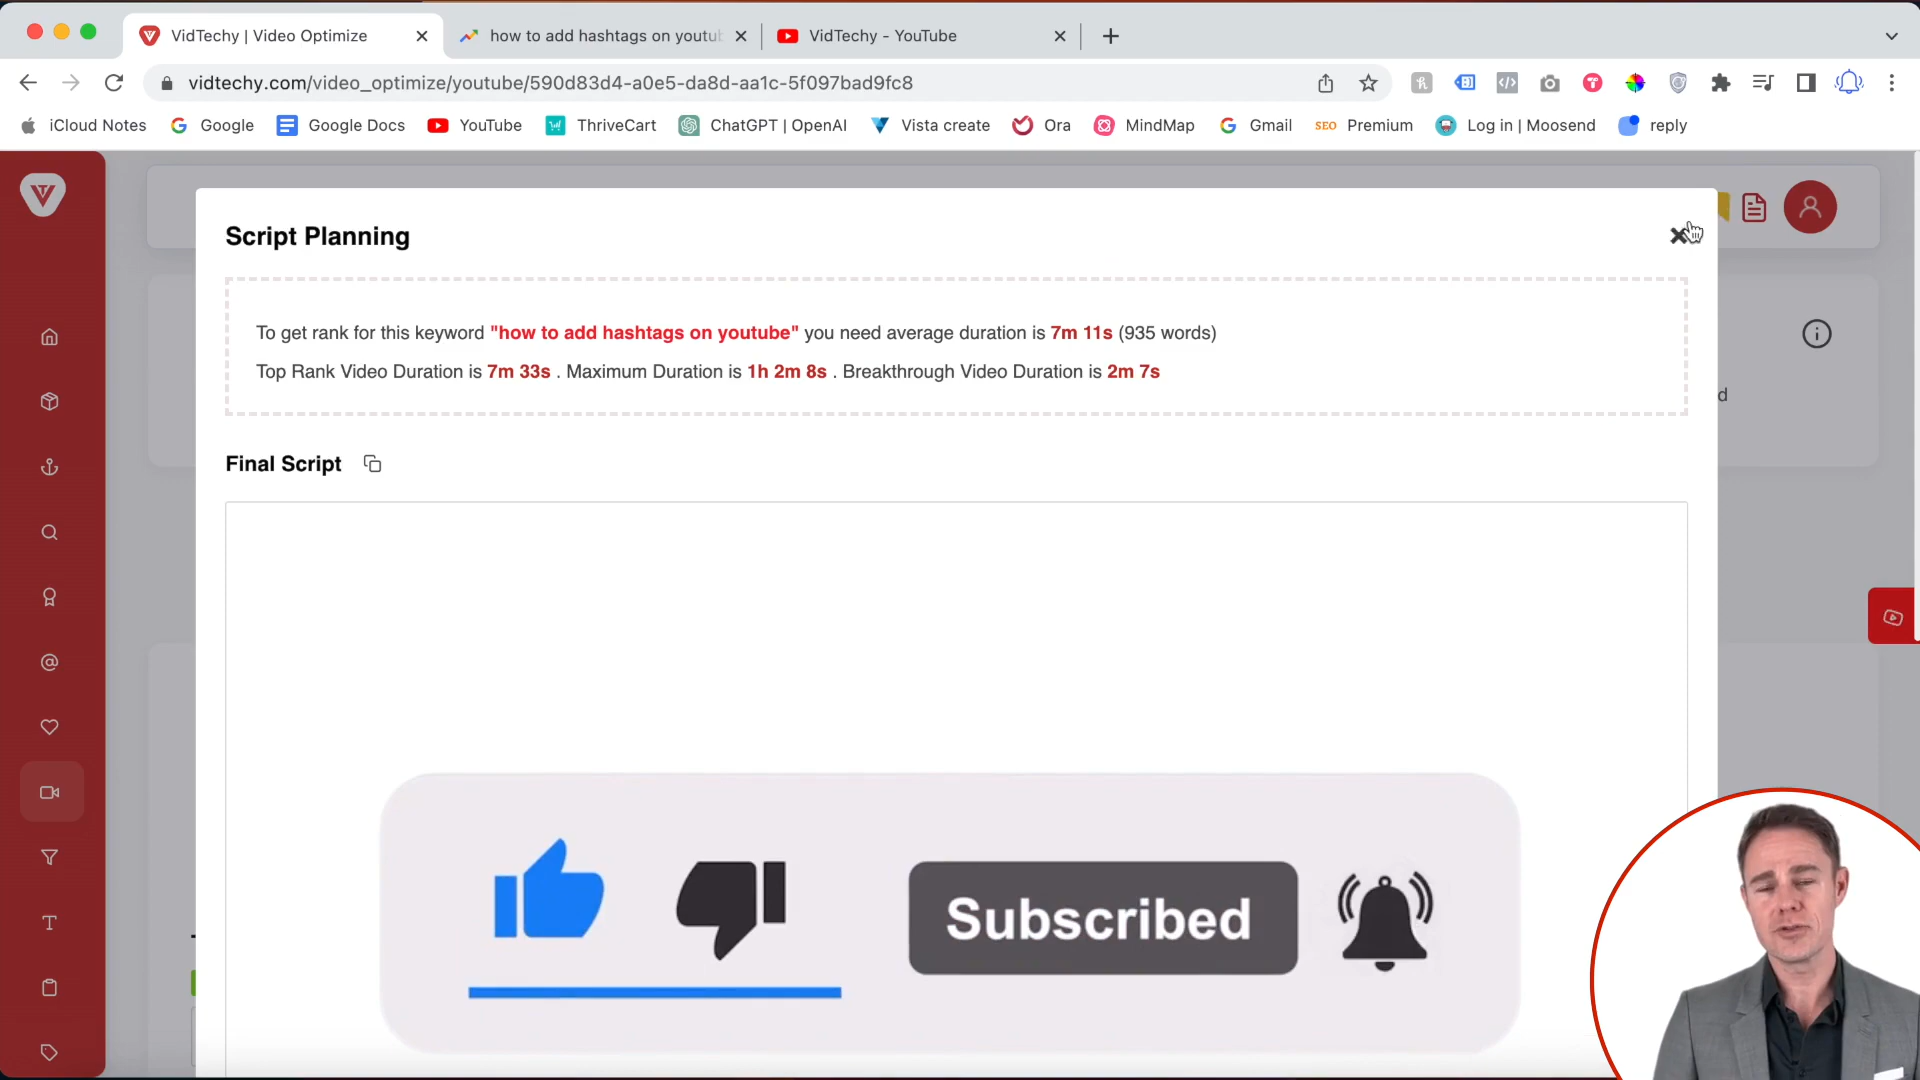 VidTechy | Video Optimize
how to add hashtags on youtub
VidTechy - YouTube
vidtechy.com/video_optimize/youtube/590d83d4-a0e5-da8d-aa1c-5f097bad9fc8
iCloud Notes
Google
Google Docs
YouTube
ThriveCart
ChatGPT | OpenAI
Vista create
Ora
MindMap
Gmail
SEO Premium
Log in | Moosend
reply
Script Planning
To get rank for this keyword "how to add hashtags on youtube" you need average duration is 7m 11s (935 words)
Top Rank Video Duration is 7m 33s . Maximum Duration is 1h 2m 8s . Breakthrough Video Duration is 2m 7s
d
Final Script
Subscribed